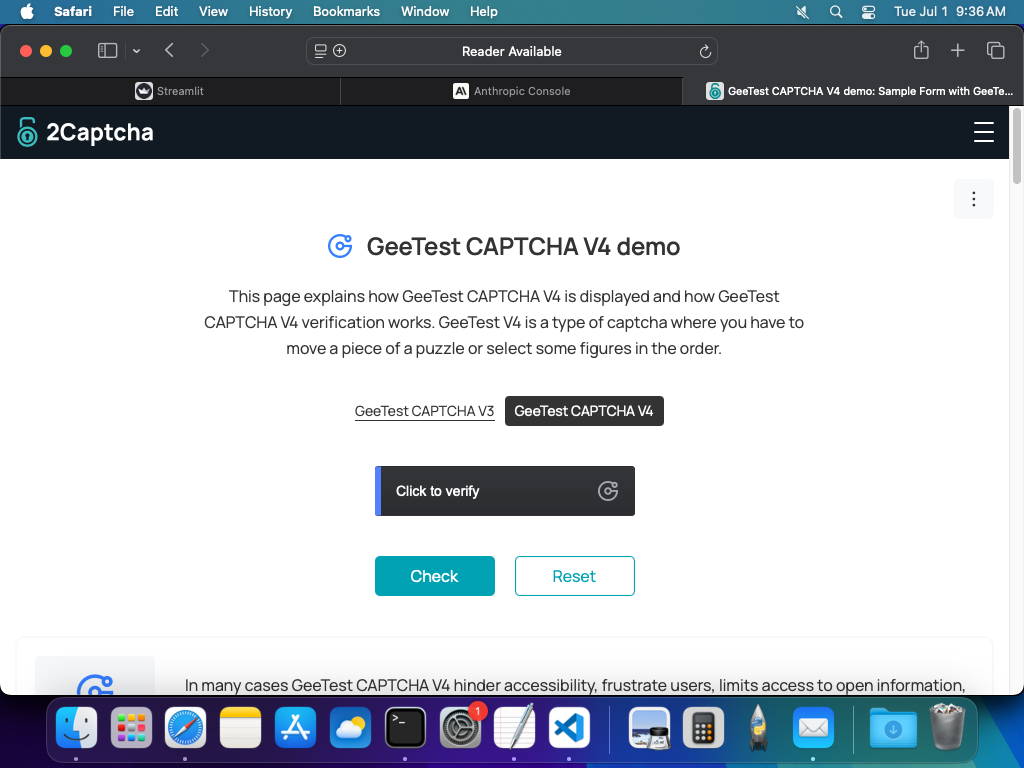 Safari File Edit View History Bookmarks Window Help Tue Jul 1 9:36 AM
Reader Available
Streamlit
Anthropic Console
GeeTest CAPTCHA V4 demo: Sample Form with GeeTe...
2Captcha
GeeTest CAPTCHA V4 demo
This page explains how GeeTest CAPTCHA V4 is displayed and how GeeTest
CAPTCHA V4 verification works. GeeTest V4 is a type of captcha where you have to
move a piece of a puzzle or select some figures in the order.
GeeTest CAPTCHA V3 GeeTest CAPTCHA V4
Click to verify
Check Reset
In many cases GeeTest CAPTCHA V4 hinder accessibility, frustrate users, limits access to open information,
1